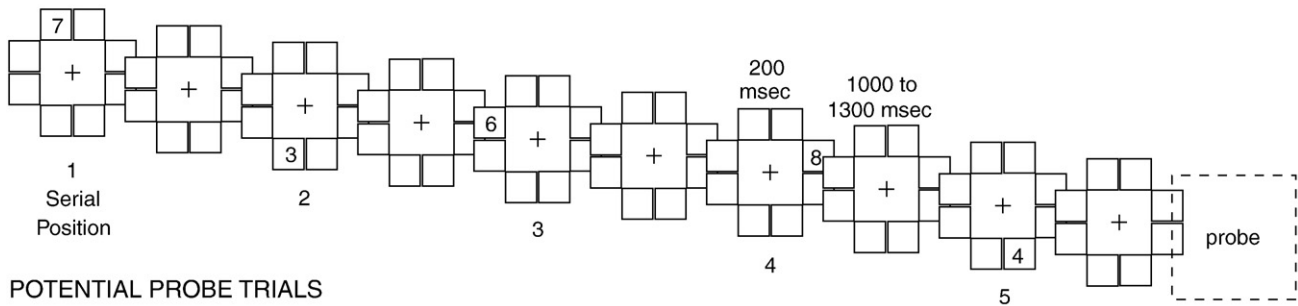 7
3
6
200
msec
8
1000 to
1300 msec
4
probe
1
Serial
Position
2
3
4
5
POTENTIAL PROBE TRIALS